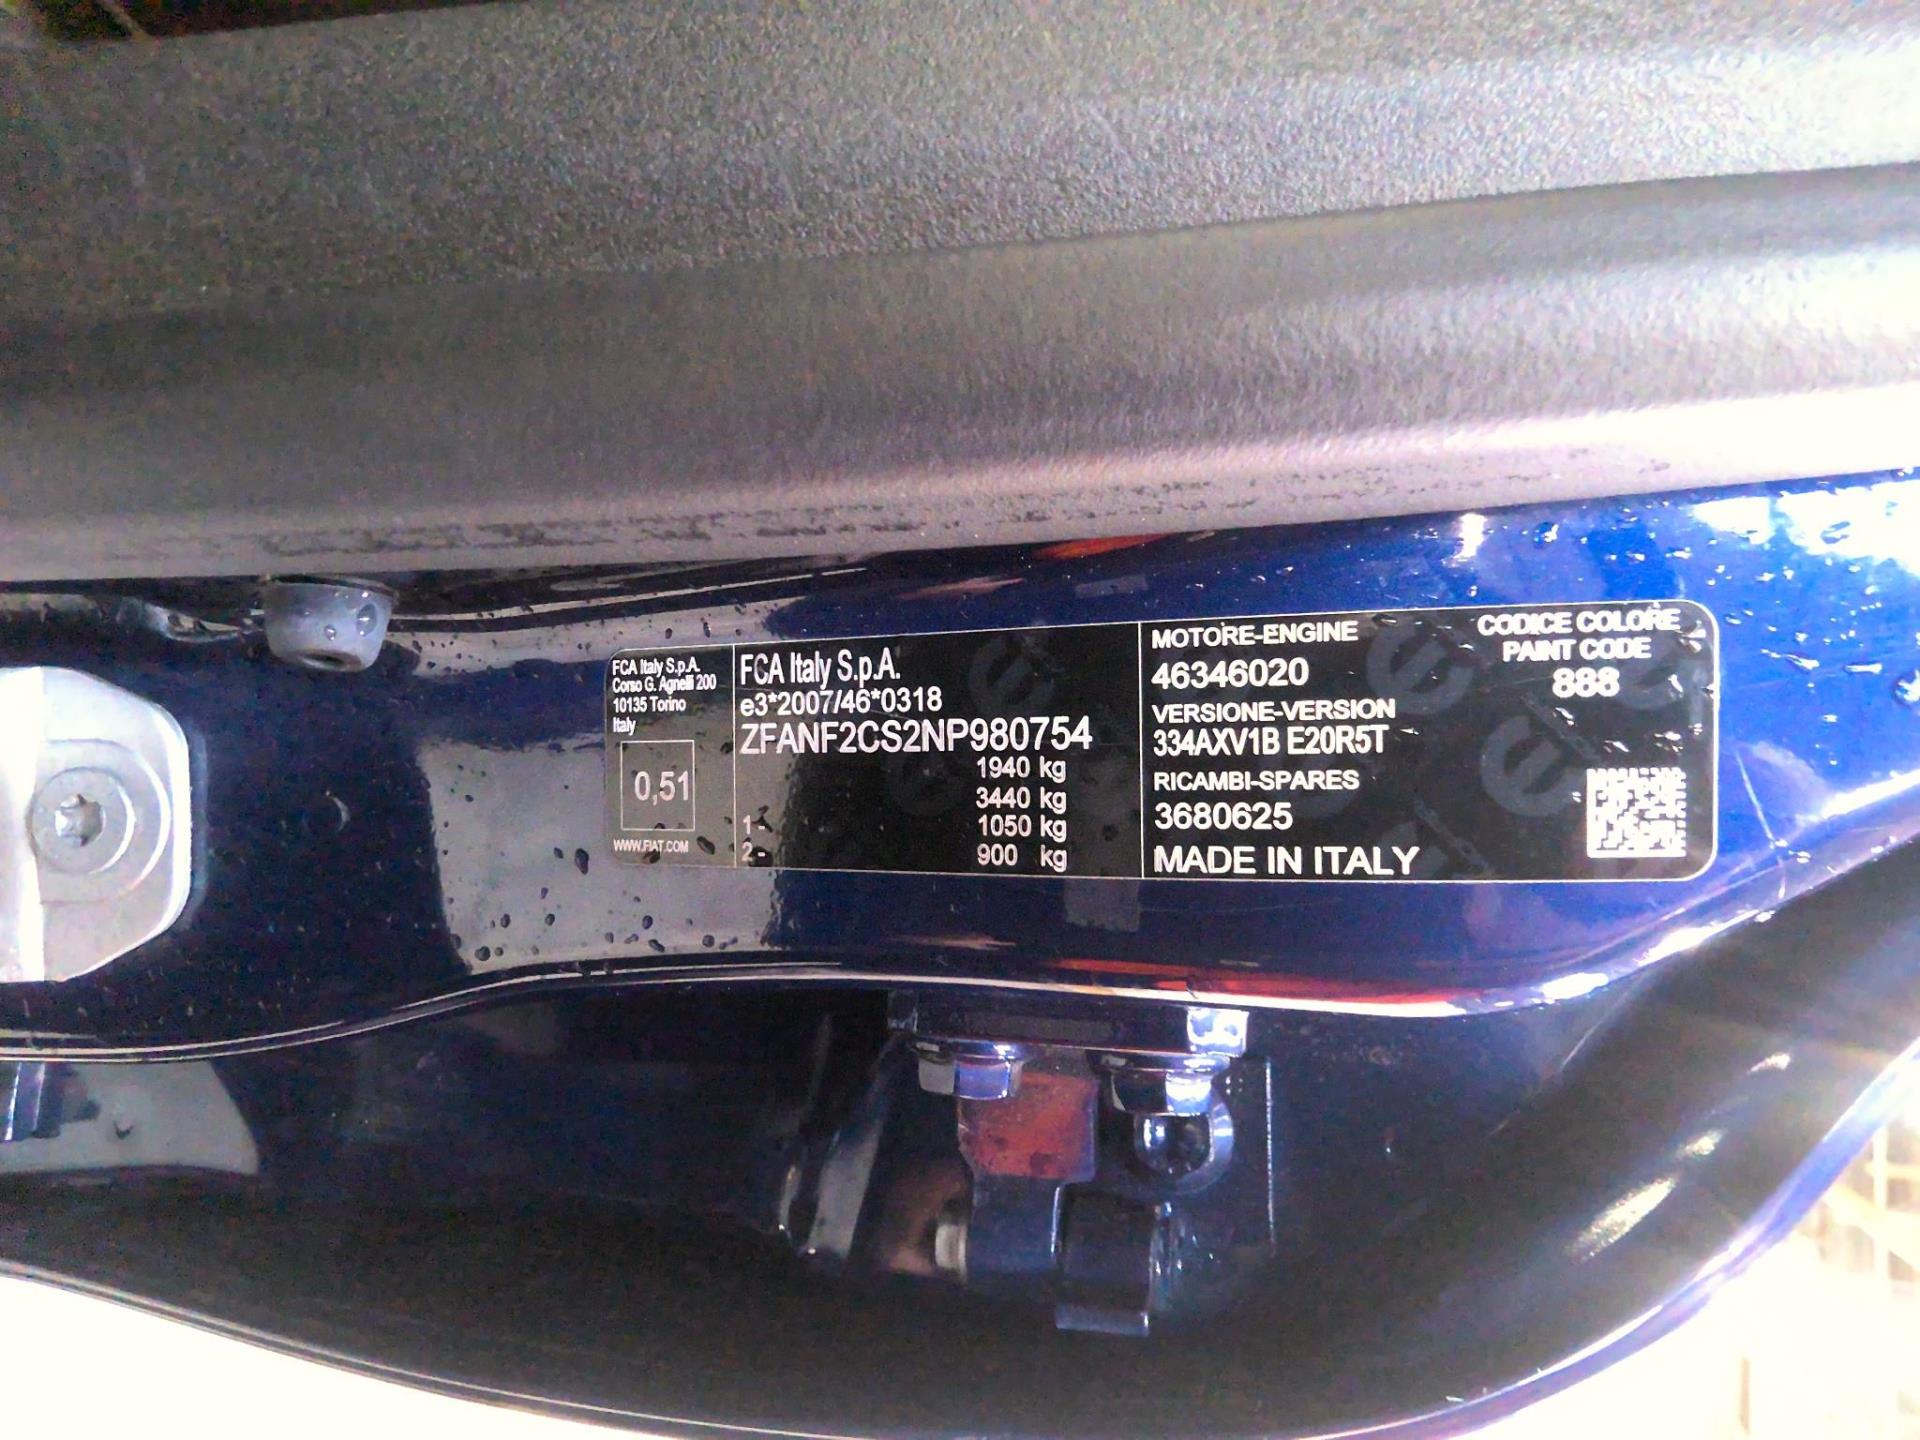 FCA Italy S.p.A.
Corso G. Agnelli 200
10135 Torino
Italy
0,51
WWW.FIAT.COM
FCA Italy S.p.A.
e3*2007/46*0318
ZFANF2CS2NP980754
1940 kg
3440 kg
1- 1050 kg
2- 900 kg
MOTORE-ENGINE
46346020
VERSIONE-VERSION
334AXV1B E20R5T
RICAMBI-SPARES
3680625
MADE IN ITALY
CODICE COLORE
PAINT CODE
888